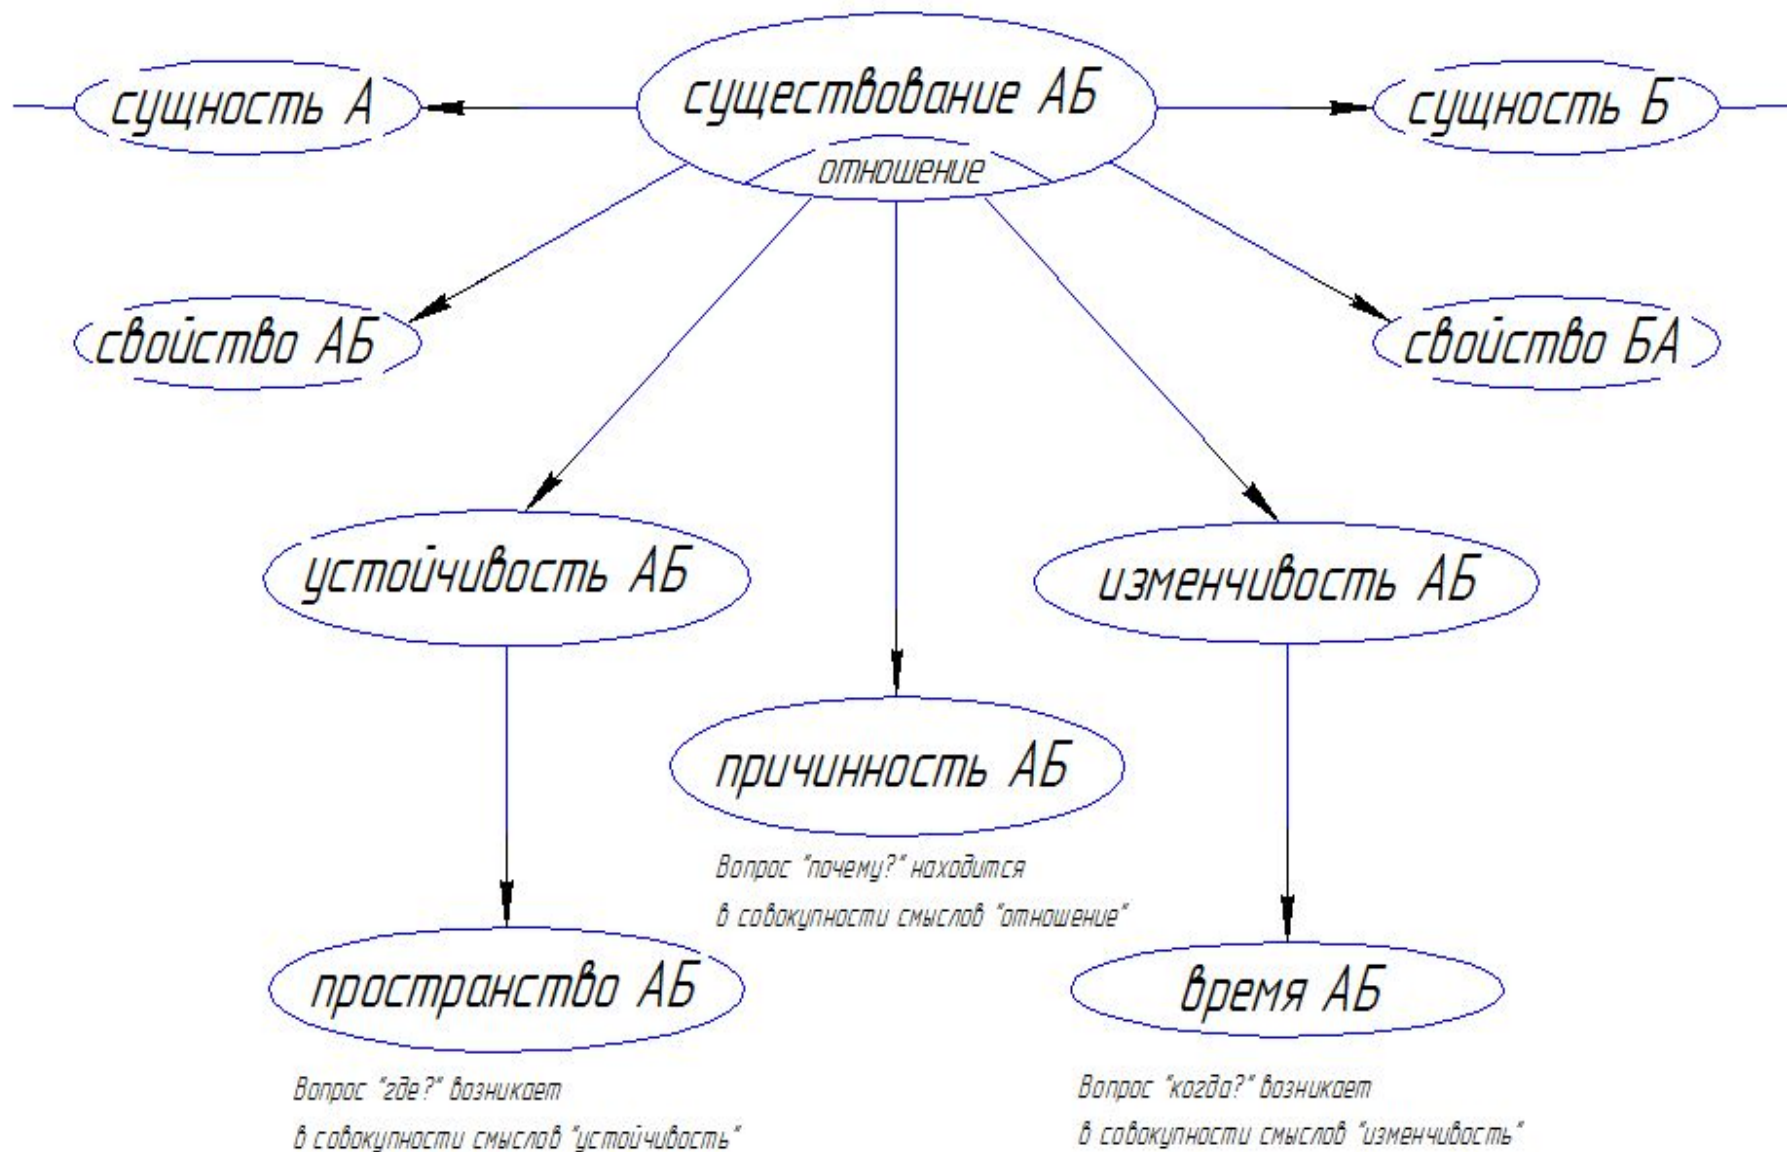 сущность А
существование АБ
сущность Б
отношение
свойство АБ
свойство БА
устойчивость АБ
изменчивость АБ
причинность АБ
Вопрос "почему?" находится
в совокупности смыслов "отношение"
пространство АБ
время АБ
Вопрос "где?" возникает
в совокупности смыслов "устойчивость"
Вопрос "когда?" возникает
в совокупности смыслов "изменчивость"